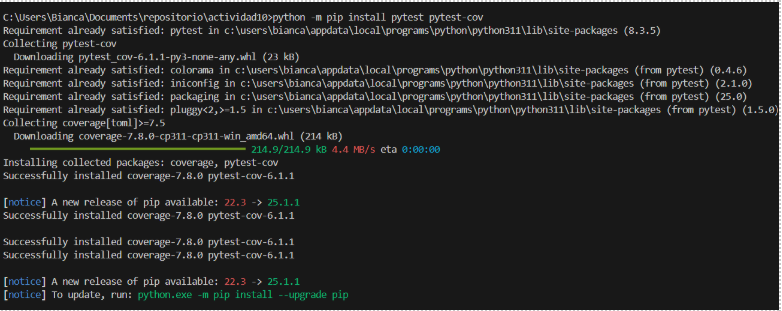 C:\Users\Bianca\Documents\repositorio\actividad10>python -m pip install pytest pytest-cov
Requirement already satisfied: pytest in c:\users\bianca\appdata\local\programs\python\python311\lib\site-packages (8.3.5)
Collecting pytest-cov
  Downloading pytest_cov-6.1.1-py3-none-any.whl (23 kB)
Requirement already satisfied: colorama in c:\users\bianca\appdata\local\programs\python\python311\lib\site-packages (from pytest) (0.4.6)
Requirement already satisfied: iniconfig in c:\users\bianca\appdata\local\programs\python\python311\lib\site-packages (from pytest) (2.1.0)
Requirement already satisfied: packaging in c:\users\bianca\appdata\local\programs\python\python311\lib\site-packages (from pytest) (25.0)
Requirement already satisfied: pluggy<2,>=1.5 in c:\users\bianca\appdata\local\programs\python\python311\lib\site-packages (from pytest) (1.5.0)
Collecting coverage[toml]>=7.5
  Downloading coverage-7.8.0-cp311-cp311-win_amd64.whl (214 kB)
214.9/214.9 kB 4.4 MB/s eta 0:00:00
Installing collected packages: coverage, pytest-cov
Successfully installed coverage-7.8.0 pytest-cov-6.1.1
[notice] A new release of pip available: 22.3 -> 25.1.1
Successfully installed coverage-7.8.0 pytest-cov-6.1.1
Successfully installed coverage-7.8.0 pytest-cov-6.1.1
Successfully installed coverage-7.8.0 pytest-cov-6.1.1
[notice] A new release of pip available: 22.3 -> 25.1.1
[notice] To update, run: python.exe -m pip install --upgrade pip